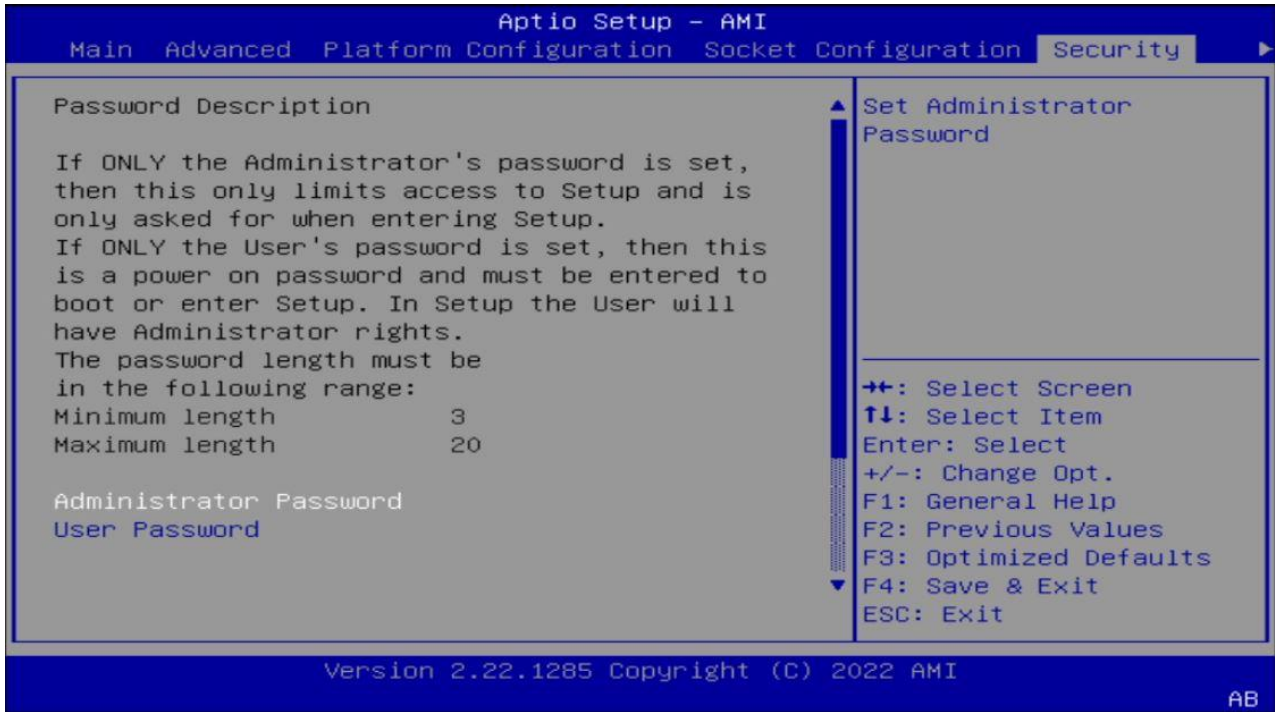 Aptio Setup – AMI
Main Advanced Platform Configuration Socket Configuration Security ►
Password Description
If ONLY the Administrator's password is set,
then this only limits access to Setup and is
only asked for when entering Setup.
If ONLY the User's password is set, then this
is a power on password and must be entered to
boot or enter Setup. In Setup the User will
have Administrator rights.
The password length must be
in the following range:
Minimum length 3
Maximum length 20
Administrator Password
User Password
Set Administrator
Password
→←: Select Screen
↑↓: Select Item
Enter: Select
+/-: Change Opt.
F1: General Help
F2: Previous Values
F3: Optimized Defaults
F4: Save & Exit
ESC: Exit
Version 2.22.1285 Copyright (C) 2022 AMI
AB